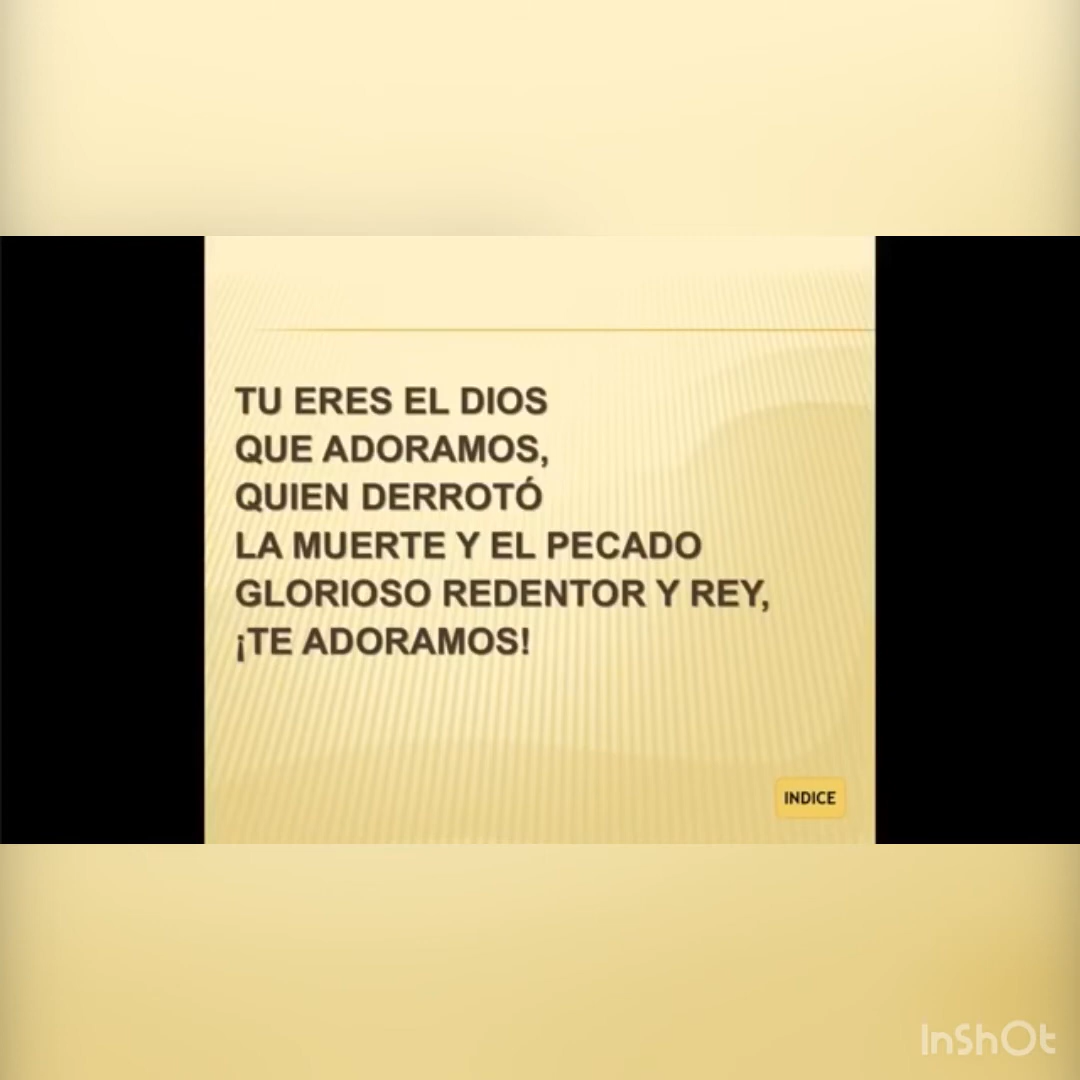 TU ERES EL DIOS
QUE ADORAMOS,
QUIEN DERROTÓ
LA MUERTE Y EL PECADO
GLORIOSO REDENTOR Y REY,
¡TE ADORAMOS!
INDICE
InShOt